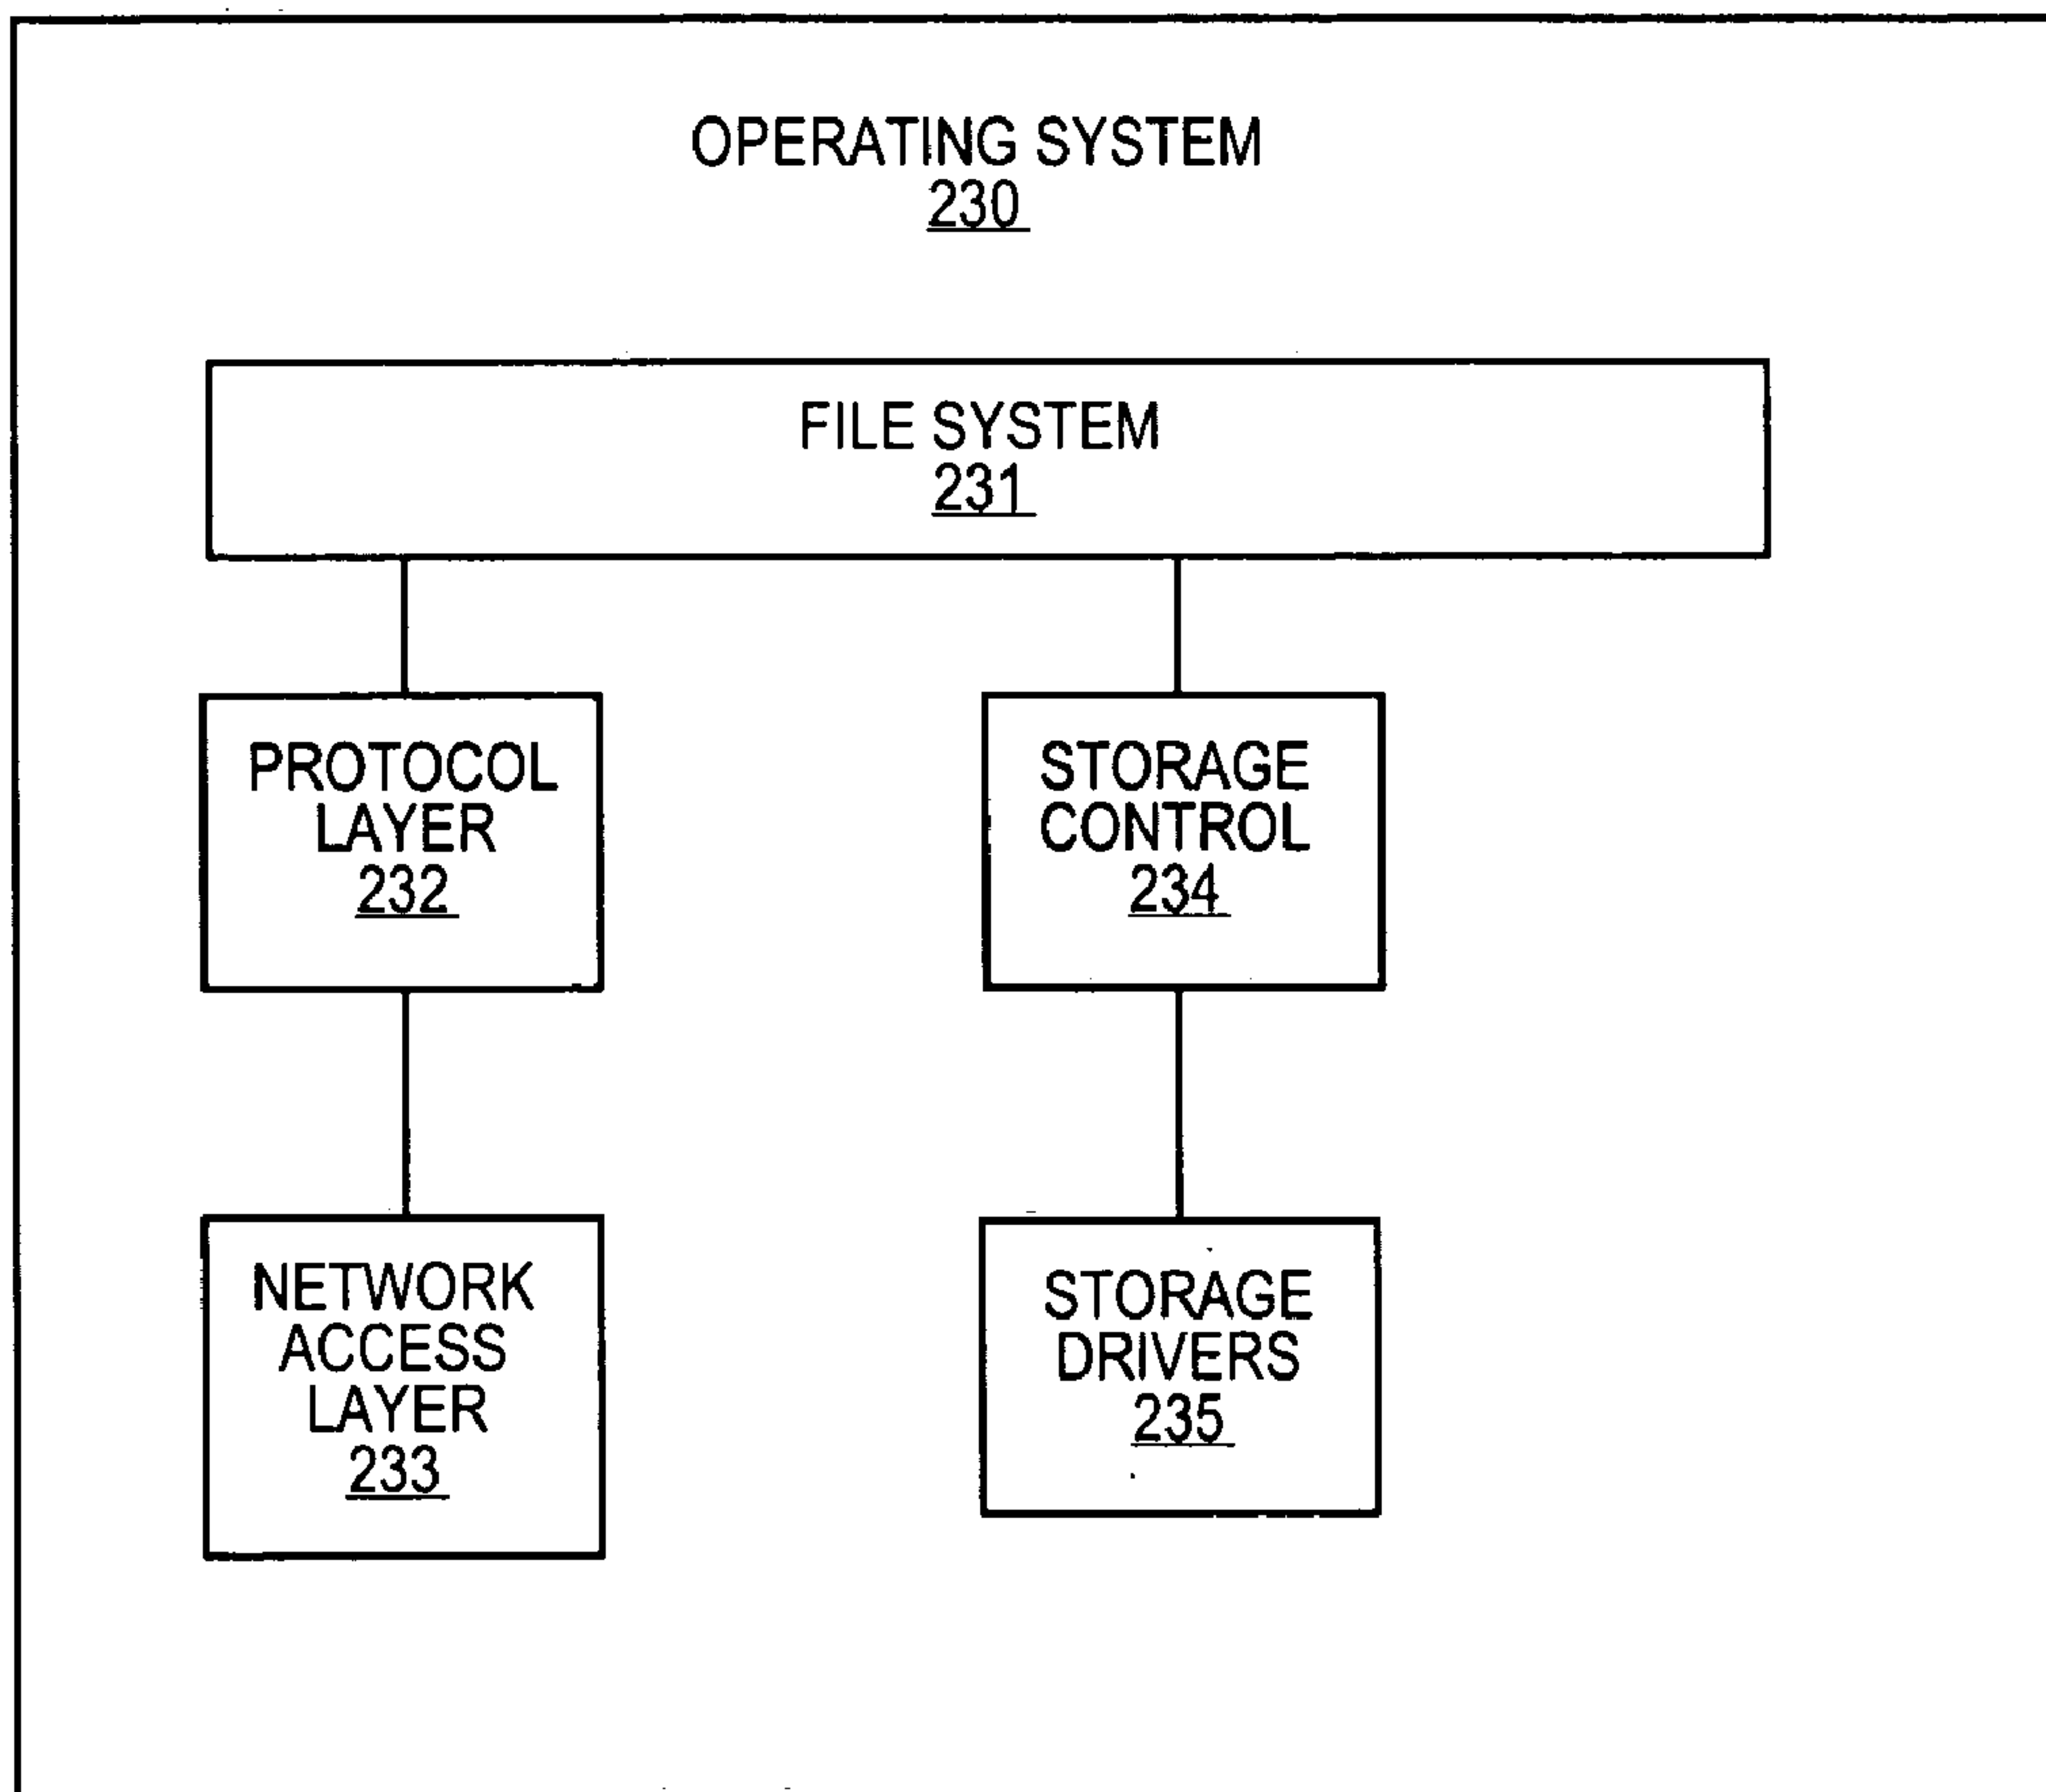 OPERATING SYSTEM
230
FILE SYSTEM
231
PROTOCOL
LAYER
232
STORAGE
CONTROL
234
NETWORK
ACCESS
LAYER
233
STORAGE
DRIVERS
235